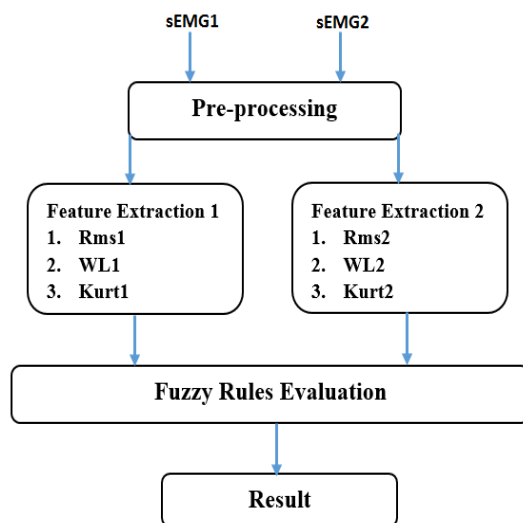 sEMG1
sEMG2
Pre-processing
Feature Extraction 1
1. Rms1
2. WL1
3. Kurt1
Feature Extraction 2
1. Rms2
2. WL2
3. Kurt2
Fuzzy Rules Evaluation
Result